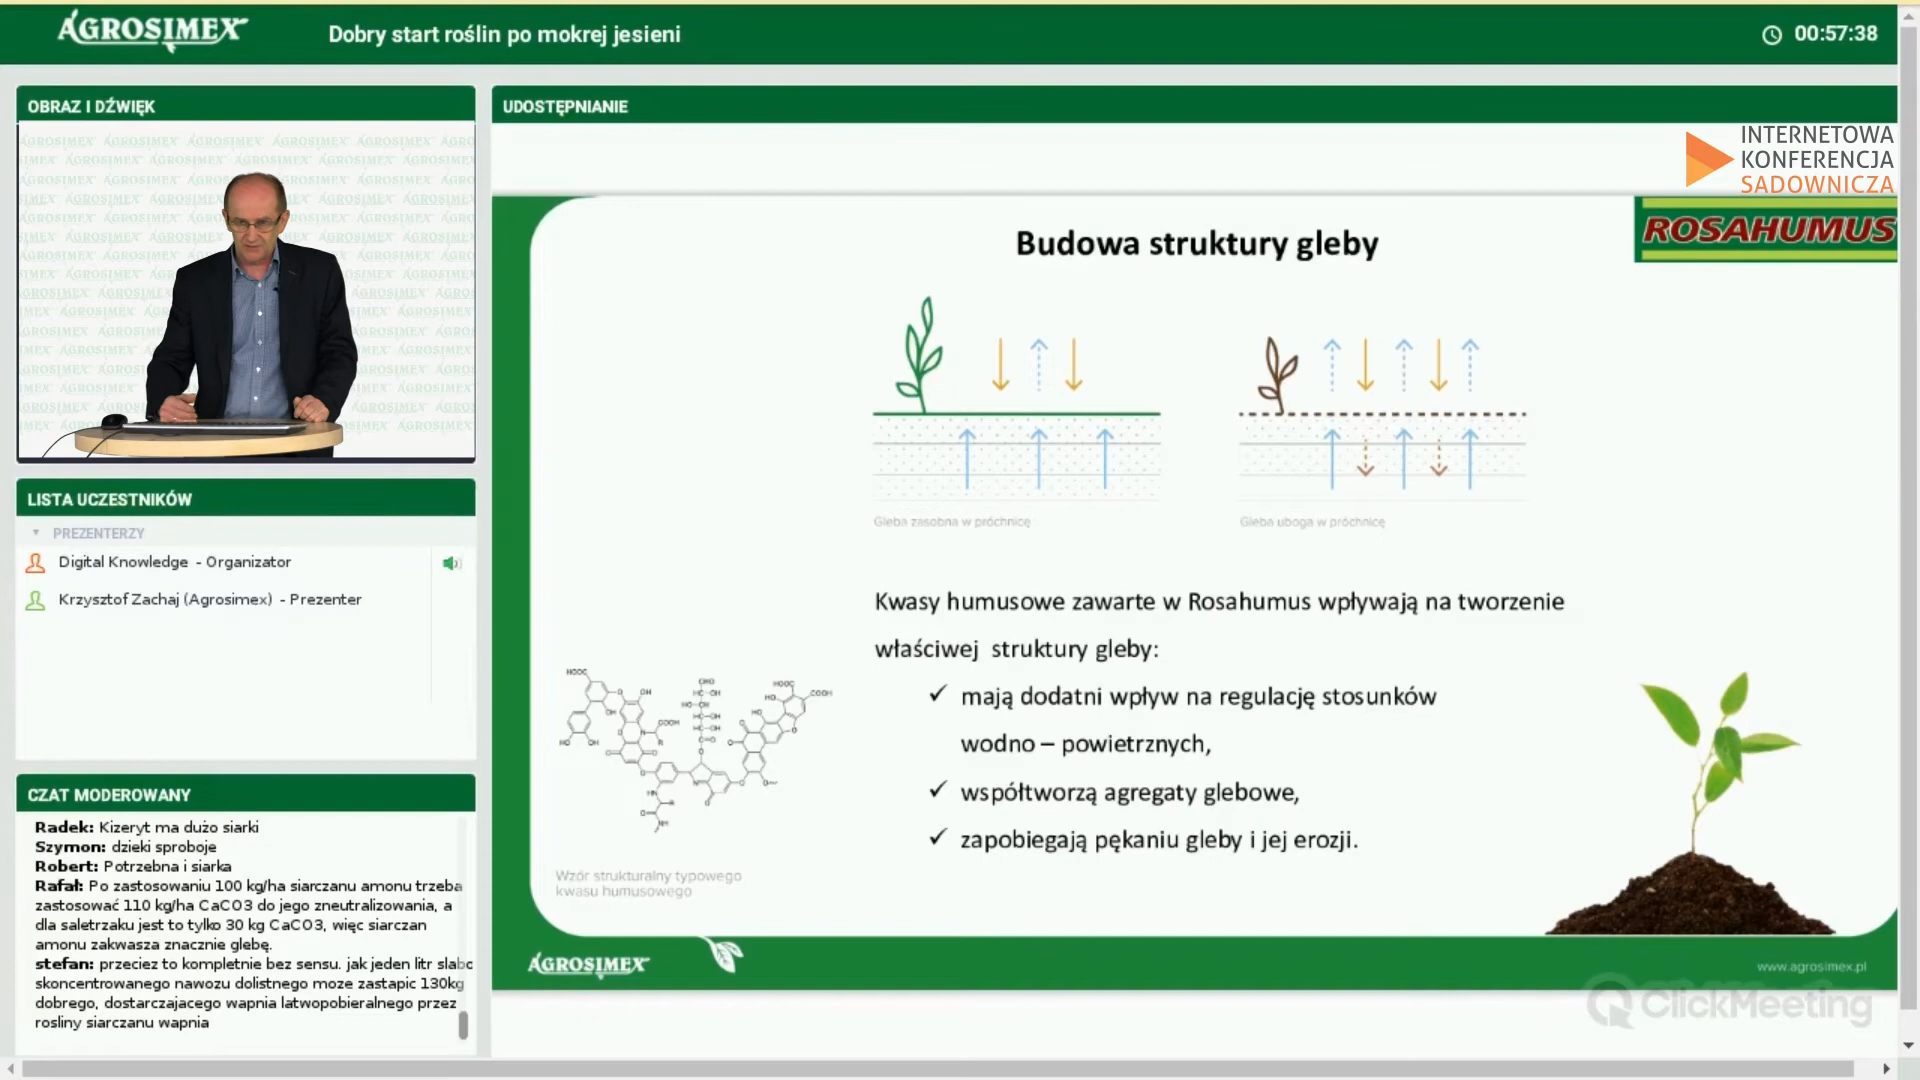 AGROSIMEX
Dobry start roślin po mokrej jesieni
00:57:38
OBRAZ I DŹWIĘK
LISTA UCZESTNIKÓW
PREZENTERZY
Digital Knowledge - Organizator
Krzysztof Zachaj (Agrosimex) - Prezenter
CZAT MODEROWANY
Radek: Kizeryt ma dużo siarki
Szymon: dzieki sproboje
Robert: Potrzebna i siarka
Rafał: Po zastosowaniu 100 kg/ha siarczanu amonu trzeba
zastosować 110 kg/ha CaCO3 do jego zneutralizowania, a
dla saletrzaku jest to tylko 30 kg CaCO3, więc siarczan
amonu zakwasza znacznie glebę.
stefan: przeciez to kompletnie bez sensu. jak jeden litr slabo
skoncentrowanego nawozu dolistnego moze zastapic 130kg
dobrego, dostarczajacego wapnia latwopobieralnego przez
rosliny siarczanu wapnia
UDOSTĘPNIANIE
INTERNETOWA
KONFERENCJA
SADOWNICZA
ROSAHUMUS
Budowa struktury gleby
Gleba zasobna w próchnicę
Gleba uboga w próchnicę
Kwasy humusowe zawarte w Rosahumus wpływają na tworzenie
właściwej struktury gleby:
✓ mają dodatni wpływ na regulację stosunków
wodno – powietrznych,
✓ współtworzą agregaty glebowe,
✓ zapobiegają pękaniu gleby i jej erozji.
Wzór strukturalny typowego
kwasu humusowego
AGROSIMEX
www.agrosimex.pl
ClickMeeting